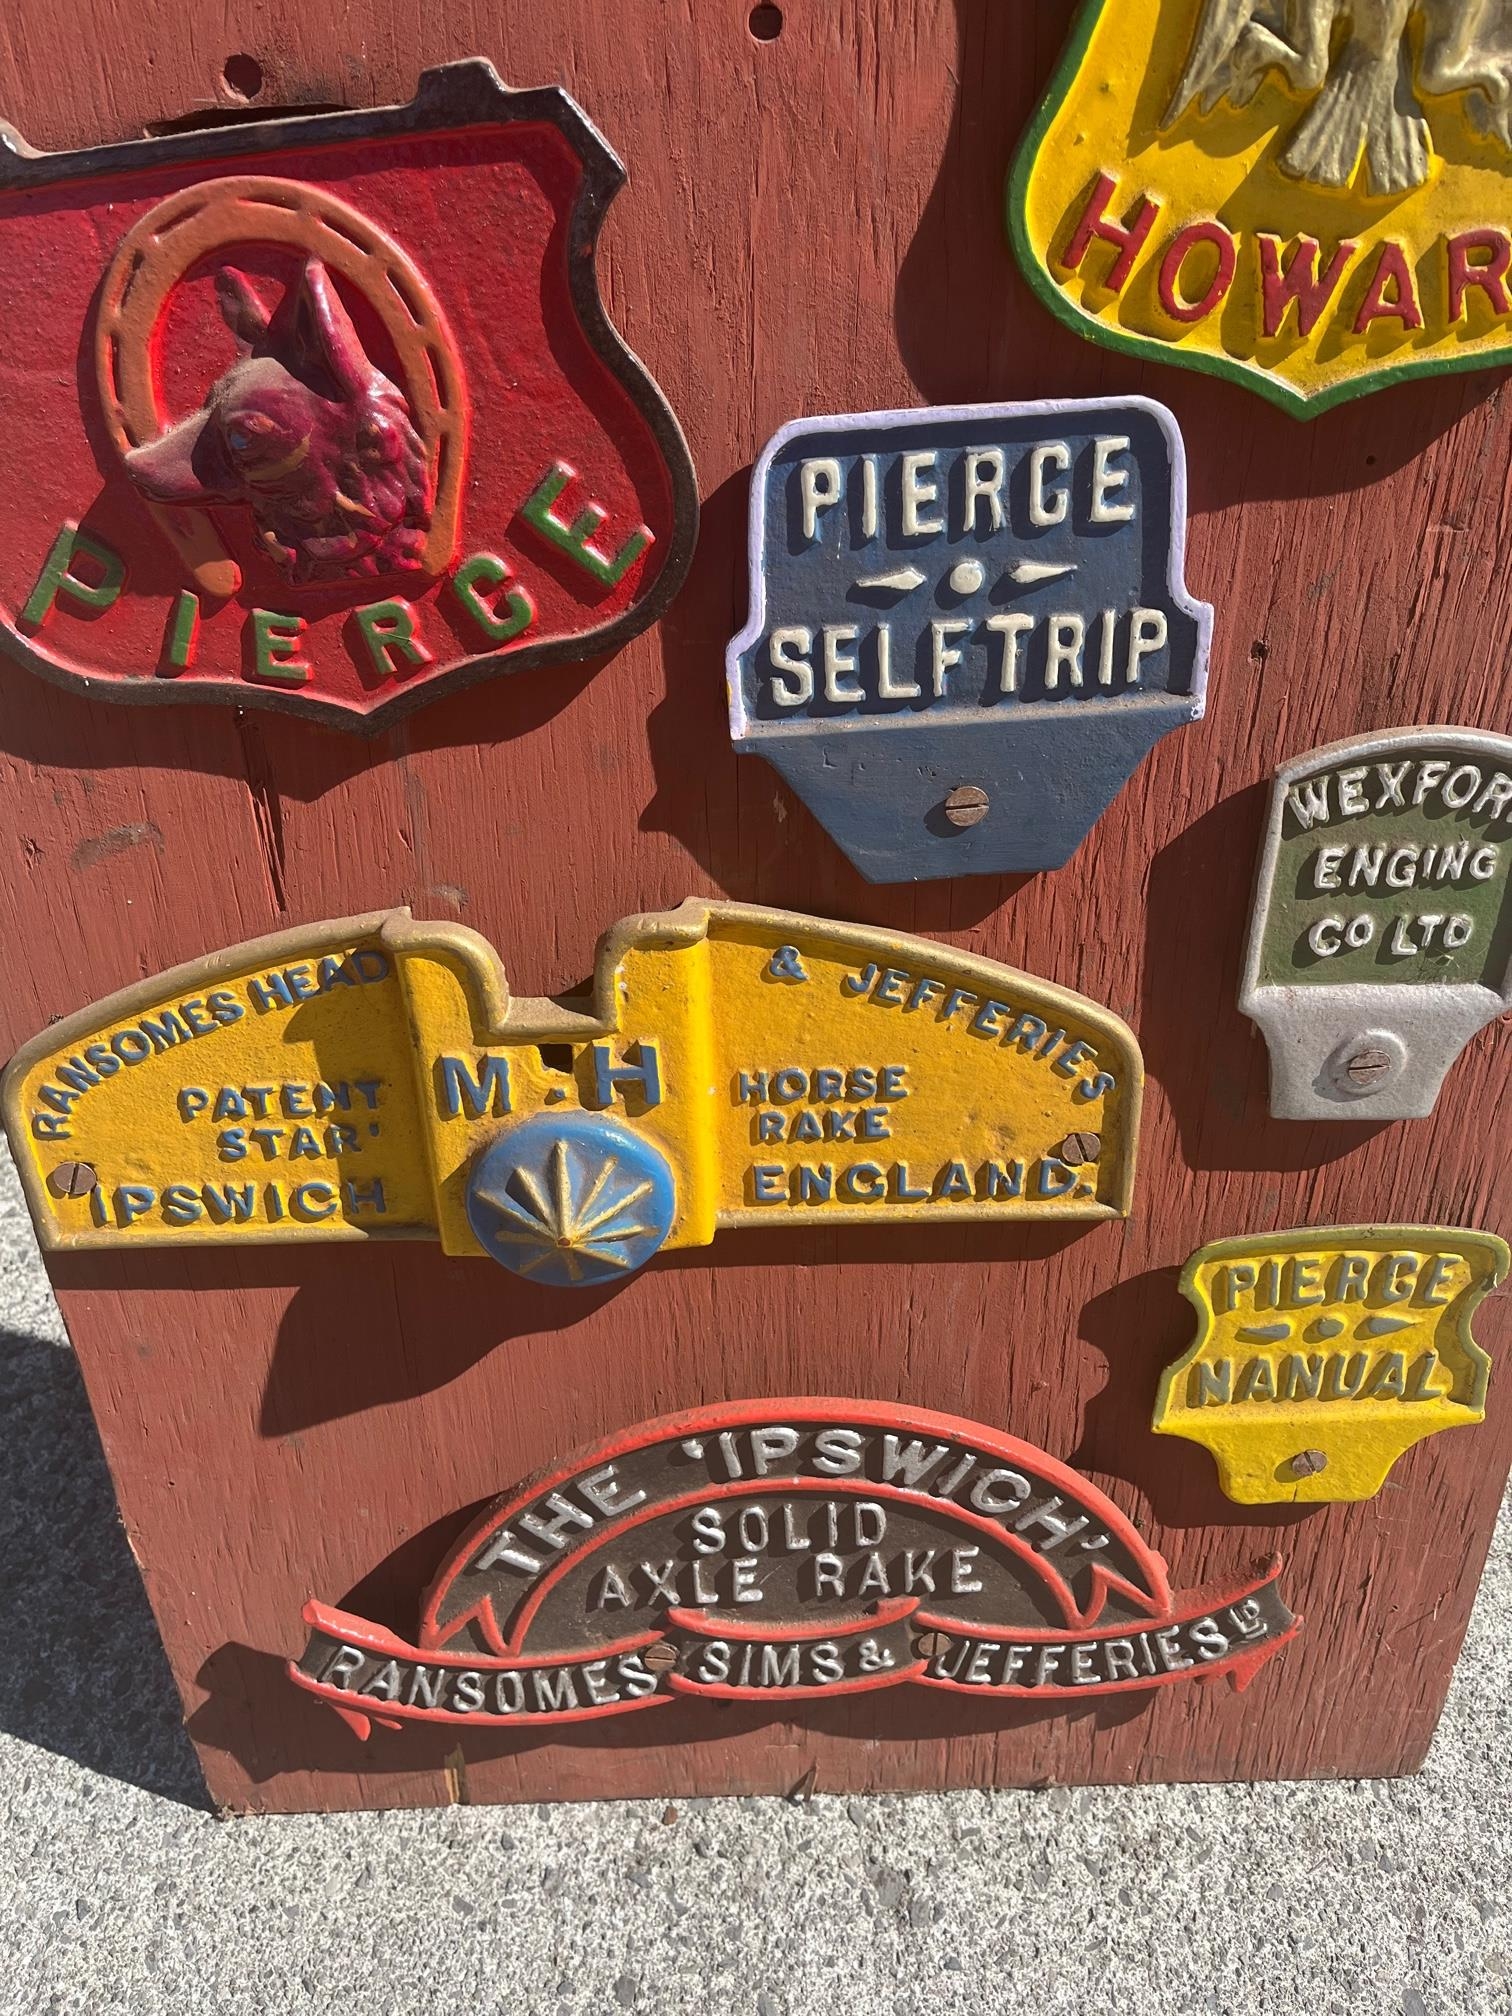 HOWAR
PIERCE
PIERCE
SELFTRIP
WEXFOR
ENGING
CO LTD
RANSOMES HEAD & JEFFERIES
PATENT
STAR'
IPSWICH
M.H
HORSE
RAKE
ENGLAND.
PIERCE
NANUAL
THE 'IPSWICH'
SOLID
AXLE RAKE
RANSOMES SIMS & JEFFERIES LD